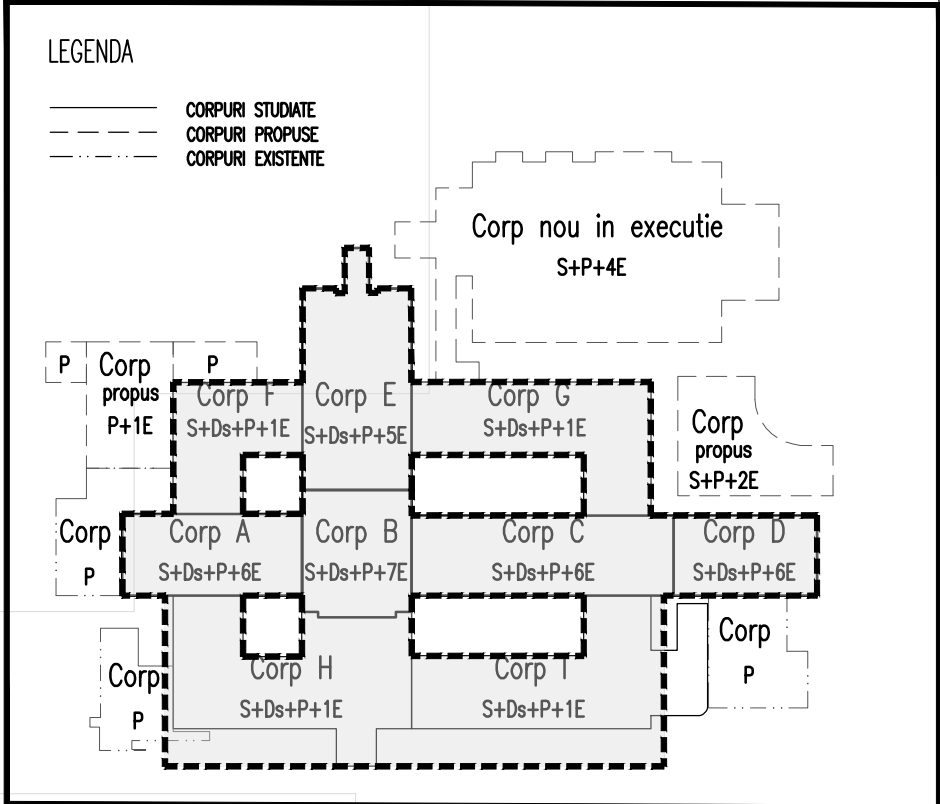 LEGENDA
CORPURI STUDIATE
CORPURI PROPUSE
CORPURI EXISTENTE
Corp nou in executie
S+P+4E
P
Corp
propus
P+1E
P
Corp F
S+Ds+P+1E
Corp E
S+Ds+P+5E
Corp G
S+Ds+P+1E
Corp
propus
S+P+2E
Corp
P
Corp A
S+Ds+P+6E
Corp B
S+Ds+P+7E
Corp C
S+Ds+P+6E
Corp D
S+Ds+P+6E
Corp
P
Corp H
S+Ds+P+1E
Corp I
S+Ds+P+1E
Corp
P